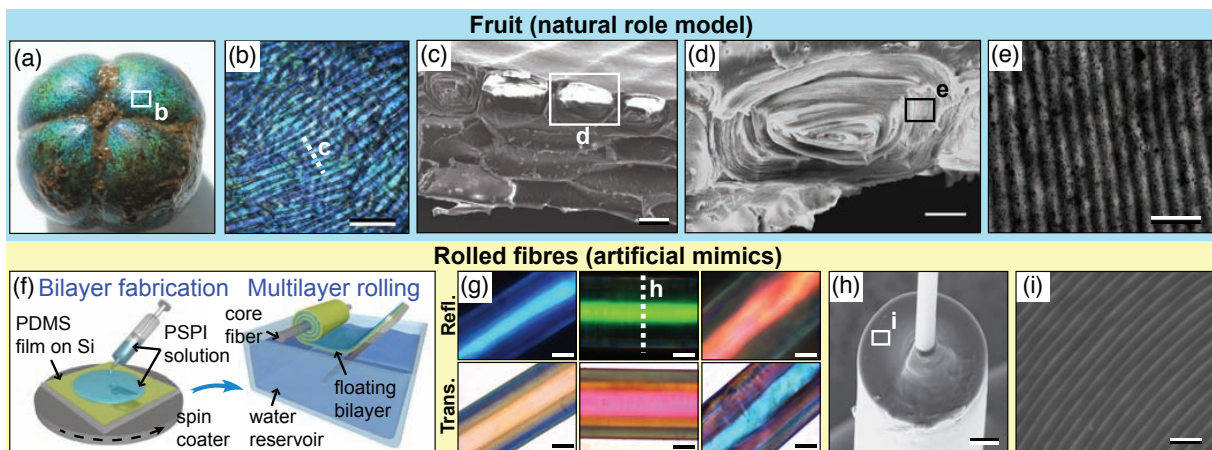 Fruit (natural role model)
(a)
b
(b)
c
(c)
d
(d)
e
(e)
Rolled fibres (artificial mimics)
(f)
Bilayer fabrication
Multilayer rolling
PDMS
film on Si
PSPI
solution
spin
coater
core
fiber
water
reservoir
floating
bilayer
(g)
Refl.
h
Trans.
(h)
i
(i)